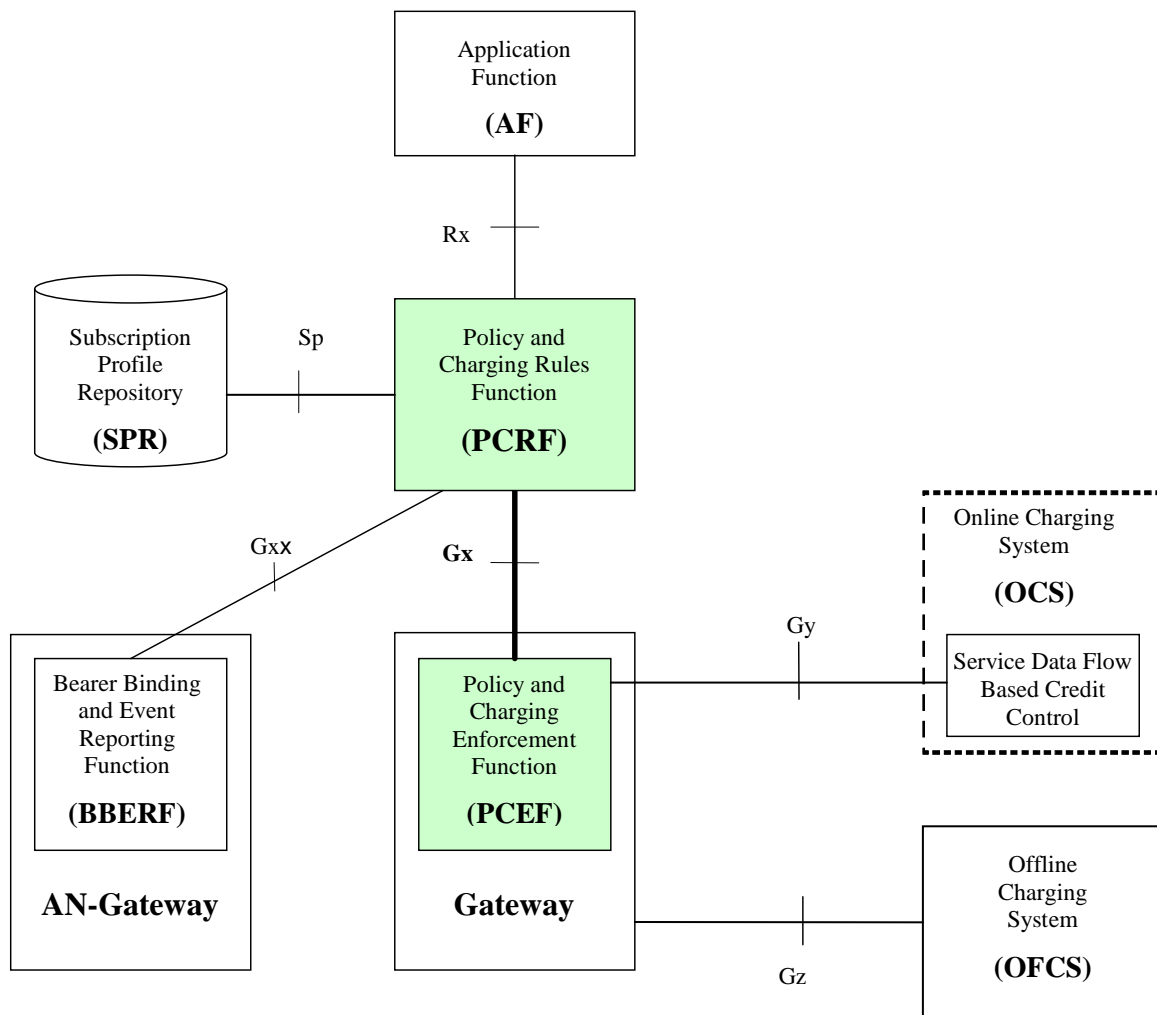 Application
Function
(AF)
Rx
Subscription
Profile
Repository
(SPR)
Sp
Policy and
Charging Rules
Function
(PCRF)
Gxx
Gx
Online Charging
System
(OCS)
Service Data Flow
Based Credit
Control
Gy
Bearer Binding
and Event
Reporting
Function
(BBERF)
AN-Gateway
Policy and
Charging
Enforcement
Function
(PCEF)
Gateway
Gz
Offline
Charging
System
(OFCS)